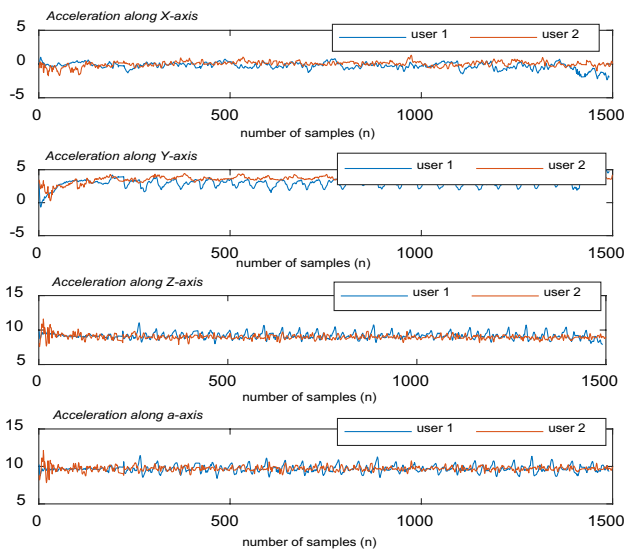 Acceleration along X-axis
5
user 1 user 2
0
-5
0 500 1000 1500
number of samples (n)
Acceleration along Y-axis
5
user 1 user 2
0
-5
0 500 1000 1500
number of samples (n)
Acceleration along Z-axis
15
user 1 user 2
10
5
0 500 1000 1500
number of samples (n)
Acceleration along a-axis
15
user 1 user 2
10
5
0 500 1000 1500
number of samples (n)